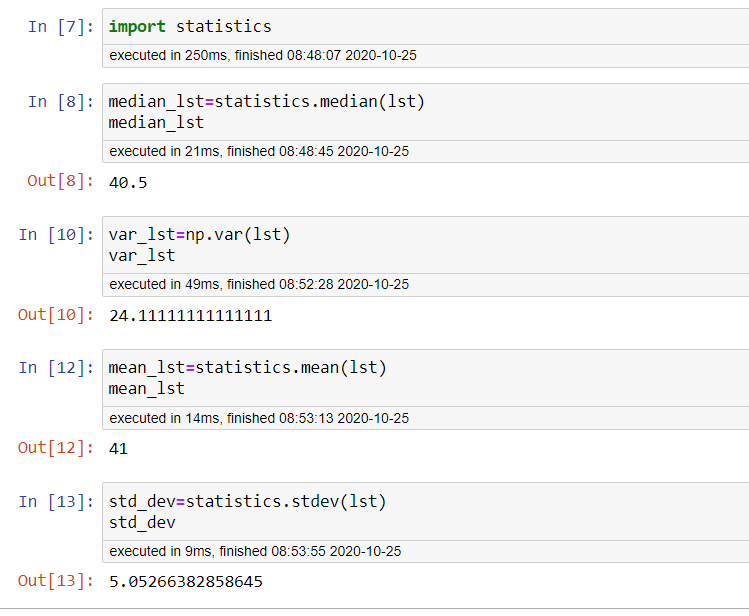 In [7]: import statistics
executed in 250ms, finished 08:48:07 2020-10-25
In [8]: median_lst=statistics.median(lst)
median_lst
executed in 21ms, finished 08:48:45 2020-10-25
Out[8]: 40.5
In [10]: var_lst=np.var(lst)
var_lst
executed in 49ms, finished 08:52:28 2020-10-25
Out[10]: 24.11111111111111
In [12]: mean_lst=statistics.mean(lst)
mean_lst
executed in 14ms, finished 08:53:13 2020-10-25
Out[12]: 41
In [13]: std_dev=statistics.stdev(lst)
std_dev
executed in 9ms, finished 08:53:55 2020-10-25
Out[13]: 5.05266382858645